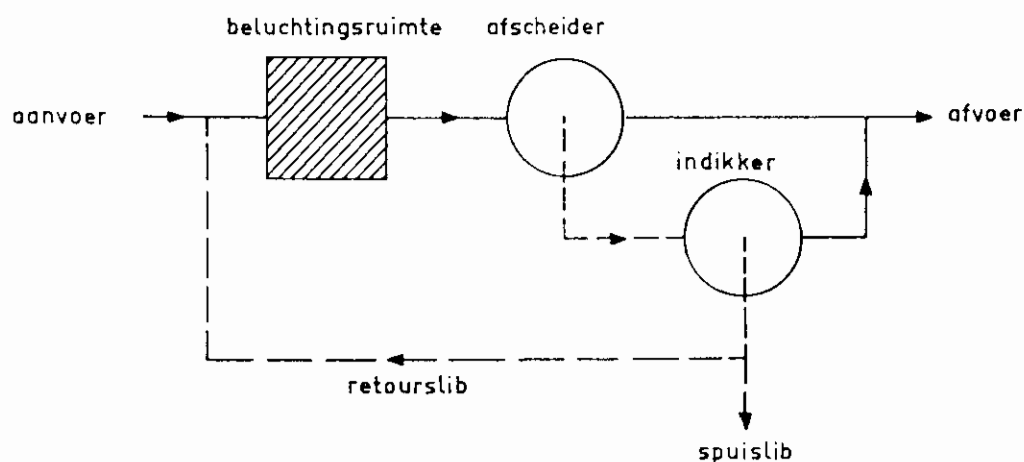 beluchtingsruimte
afscheider
aanvoer
afvoer
indikker
retourslib
spuislib